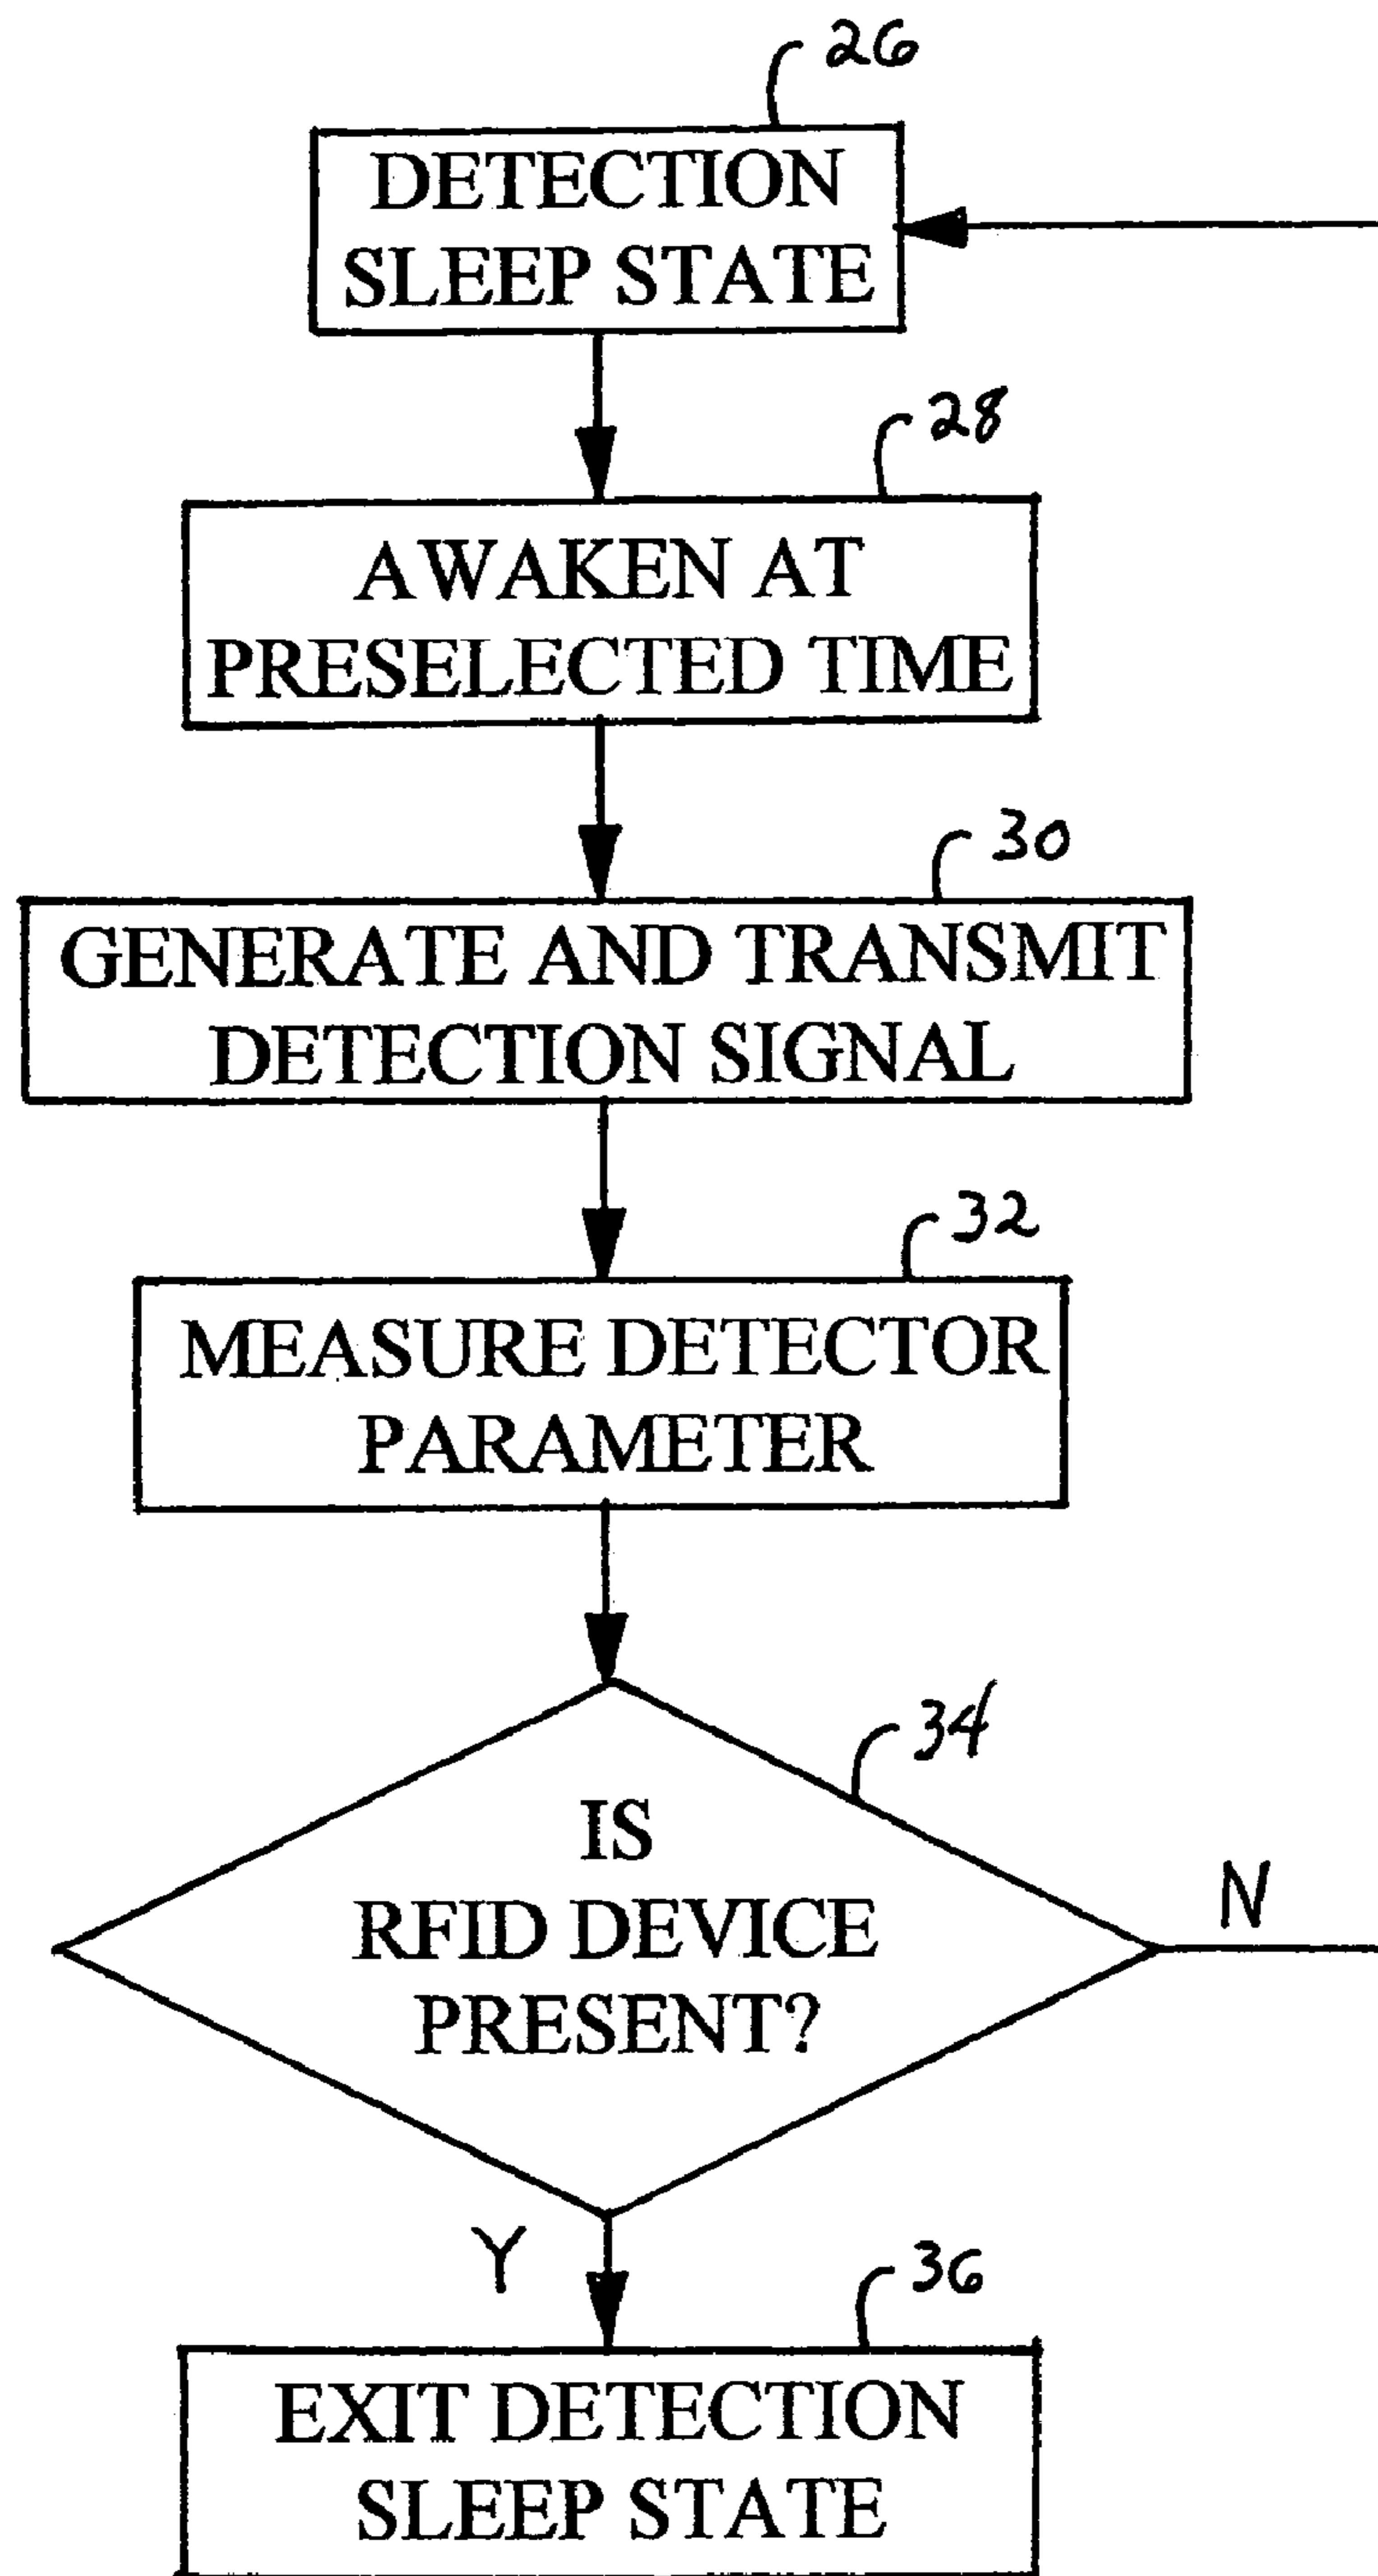 26
DETECTION
SLEEP STATE
28
AWAKEN AT
PRESELECTED TIME
30
GENERATE AND TRANSMIT
DETECTION SIGNAL
32
MEASURE DETECTOR
PARAMETER
34
IS
RFID DEVICE
PRESENT?
N
Y
36
EXIT DETECTION
SLEEP STATE